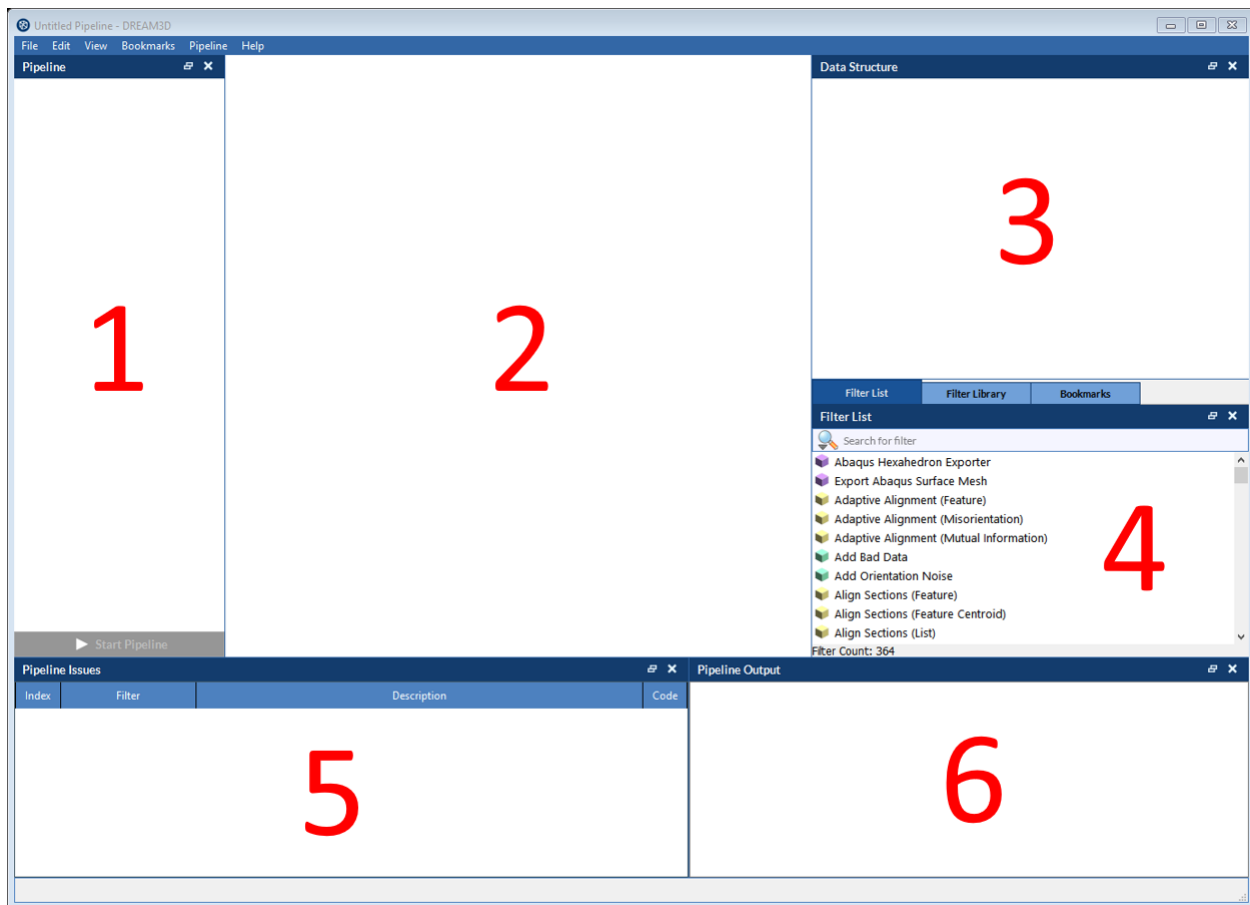 Untitled Pipeline - DREAM3D
File Edit View Bookmarks Pipeline Help
Pipeline
1
Start Pipeline
2
Data Structure
3
Filter List Filter Library Bookmarks
Filter List
Search for filter
Abaqus Hexahedron Exporter
Export Abaqus Surface Mesh
Adaptive Alignment (Feature)
Adaptive Alignment (Misorientation)
Adaptive Alignment (Mutual Information)
Add Bad Data
Add Orientation Noise
Align Sections (Feature)
Align Sections (Feature Centroid)
Align Sections (List)
4
Filter Count: 364
Pipeline Issues
Index Filter Description Code
5
Pipeline Output
6